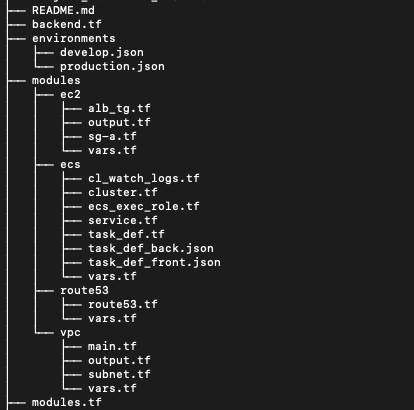 ├── README.md
├── backend.tf
├── environments
│   ├── develop.json
│   └── production.json
├── modules
│   ├── ec2
│   │   ├── alb_tg.tf
│   │   ├── output.tf
│   │   ├── sg-a.tf
│   │   └── vars.tf
│   ├── ecs
│   │   ├── cl_watch_logs.tf
│   │   ├── cluster.tf
│   │   ├── ecs_exec_role.tf
│   │   ├── service.tf
│   │   ├── task_def.tf
│   │   ├── task_def_back.json
│   │   ├── task_def_front.json
│   │   └── vars.tf
│   ├── route53
│   │   ├── route53.tf
│   │   └── vars.tf
│   └── vpc
│       ├── main.tf
│       ├── output.tf
│       ├── subnet.tf
│       └── vars.tf
├── modules.tf